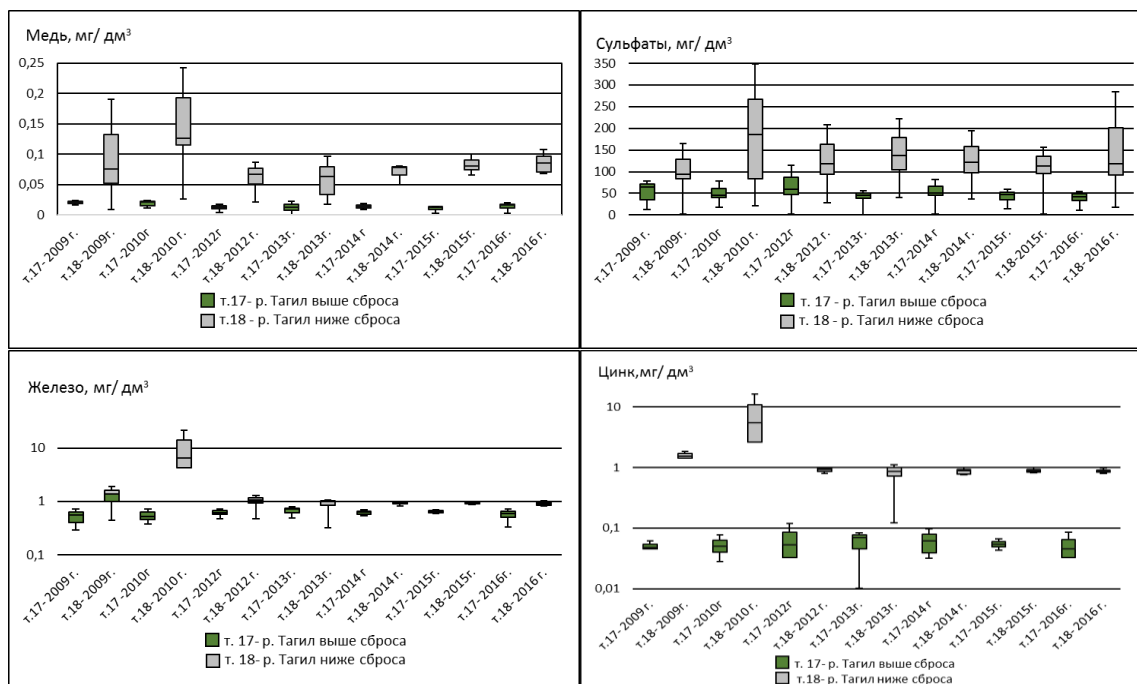 Медь, мг/ дм³
0,25
0,2
0,15
0,1
0,05
0
т.17- 2009 г.
т.18- 2009г.
т.17-2010г
т.18-2010 г.
т.17-2012г
т.18-2012 г.
т.17-2013г.
т.18-2013г.
т.17-2014 г
т.18-2014 г.
т.17-2015г.
т.18-2015г.
т.17-2016г.
т.18-2016 г.
т.17- р. Тагил выше сброса
т.18 - р. Тагил ниже сброса
Сульфаты, мг/ дм³
350
300
250
200
150
100
50
0
т.17- 2009 г.
т.18- 2009г.
т.17-2010г
т.18-2010 г.
т.17-2012г
т.18-2012 г.
т.17-2013г.
т.18-2013г.
т.17-2014 г
т.18-2014 г.
т.17-2015г.
т.18-2015г.
т.17-2016г.
т.18-2016 г.
т. 17 - р. Тагил выше сброса
т. 18 - р. Тагил ниже сброса
Железо, мг/ дм³
10
1
0,1
т.17- 2009 г.
т.18- 2009г.
т.17-2010г
т.18-2010 г.
т.17-2012г
т.18-2012 г.
т.17-2013г.
т.18-2013г.
т.17-2014 г
т.18-2014 г.
т.17-2015г.
т.18-2015г.
т.17-2016г.
т.18-2016 г.
т. 17- р. Тагил выше сброса
т. 18- р. Тагил ниже сброса
Цинк,мг/ дм³
10
1
0,1
0,01
т.17- 2009 г.
т.18- 2009г.
т.17-2010г
т.18-2010 г.
т.17-2012г
т.18-2012 г.
т.17-2013г.
т.18-2013г.
т.17-2014 г
т.18-2014 г.
т.17-2015г.
т.18-2015г.
т.17-2016г.
т.18-2016 г.
т. 17- р. Тагил выше сброса
т.18- р. Тагил ниже сброса